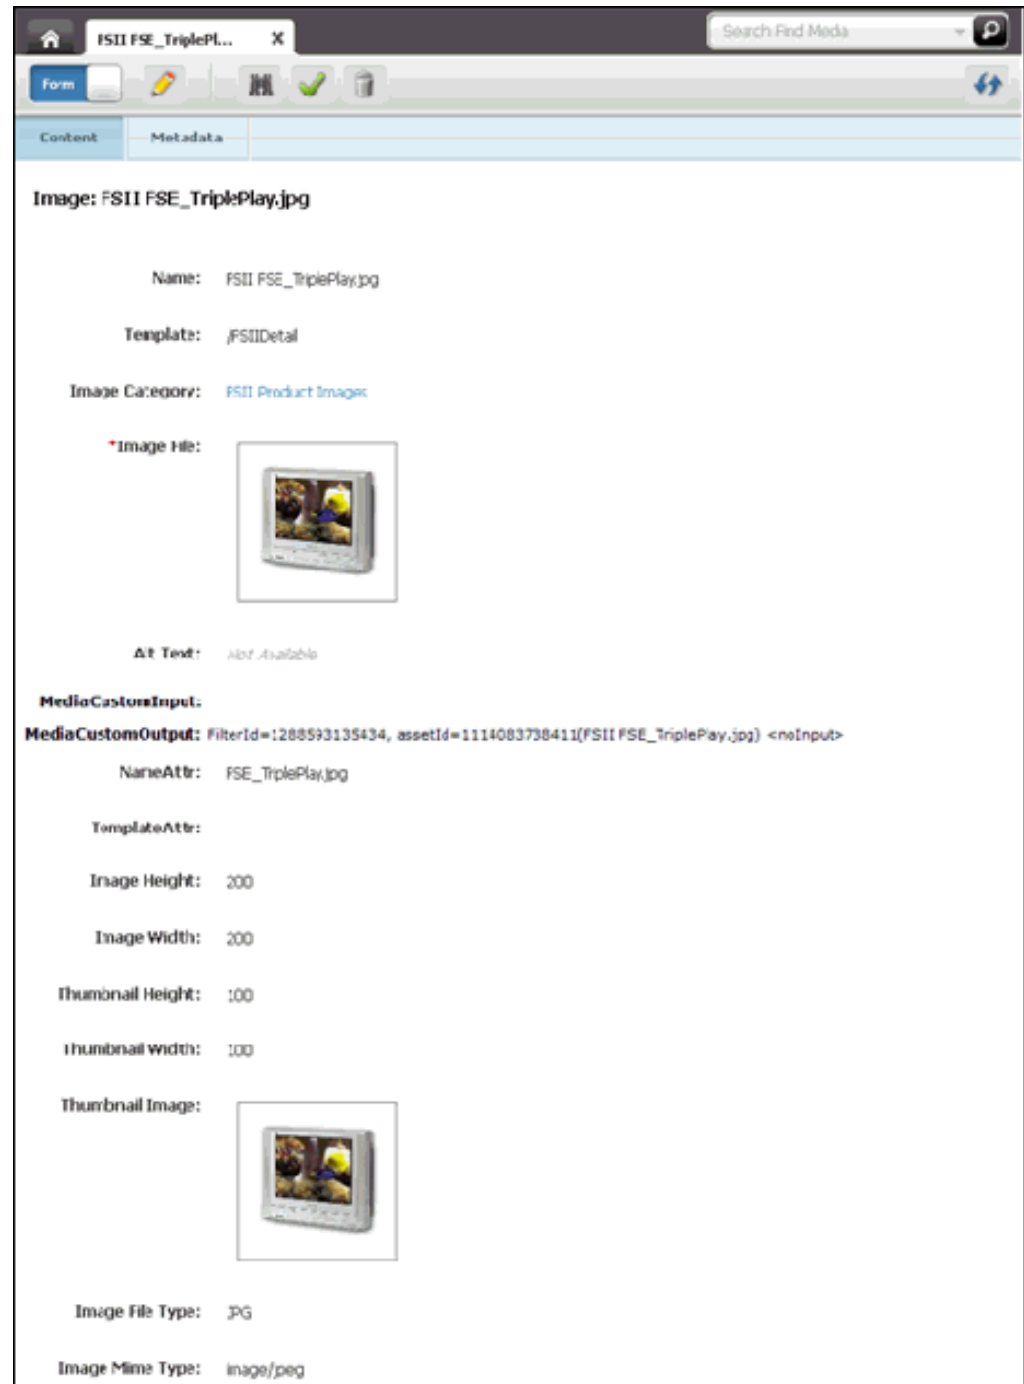 FSII FSE_TriplePl... X
Search Find Media
Form
Content Metadata
Image: FSII FSE_TriplePlay.jpg
Name: FSII FSE_TriplePlay.jpg
Template: /FSIIDetail
Image Category: FSII Product Images
*Image File:
Alt Text: Not Available
MediaCustomInput:
MediaCustomOutput: FilterId=1288593135434, assetId=1114083738411(FSII FSE_TriplePlay.jpg) <noInput>
NameAttr: FSE_TriplePlay.jpg
TemplateAttr:
Image Height: 200
Image Width: 200
Thumbnail Height: 100
Thumbnail Width: 100
Thumbnail Image:
Image File Type: JPG
Image Mime Type: image/jpeg